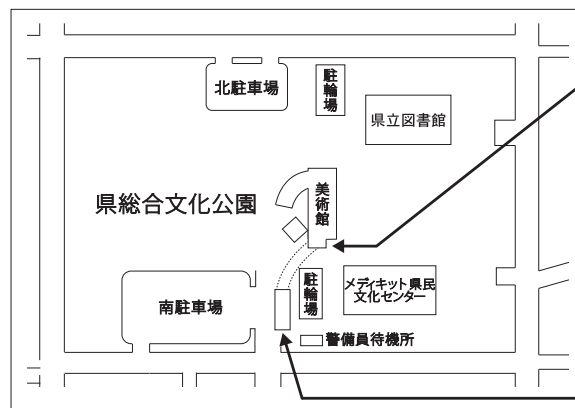 北駐車場
駐輪場
県立図書館
美術館
県総合文化公園
駐輪場
メディキット県民
文化センター
南駐車場
警備員待機所